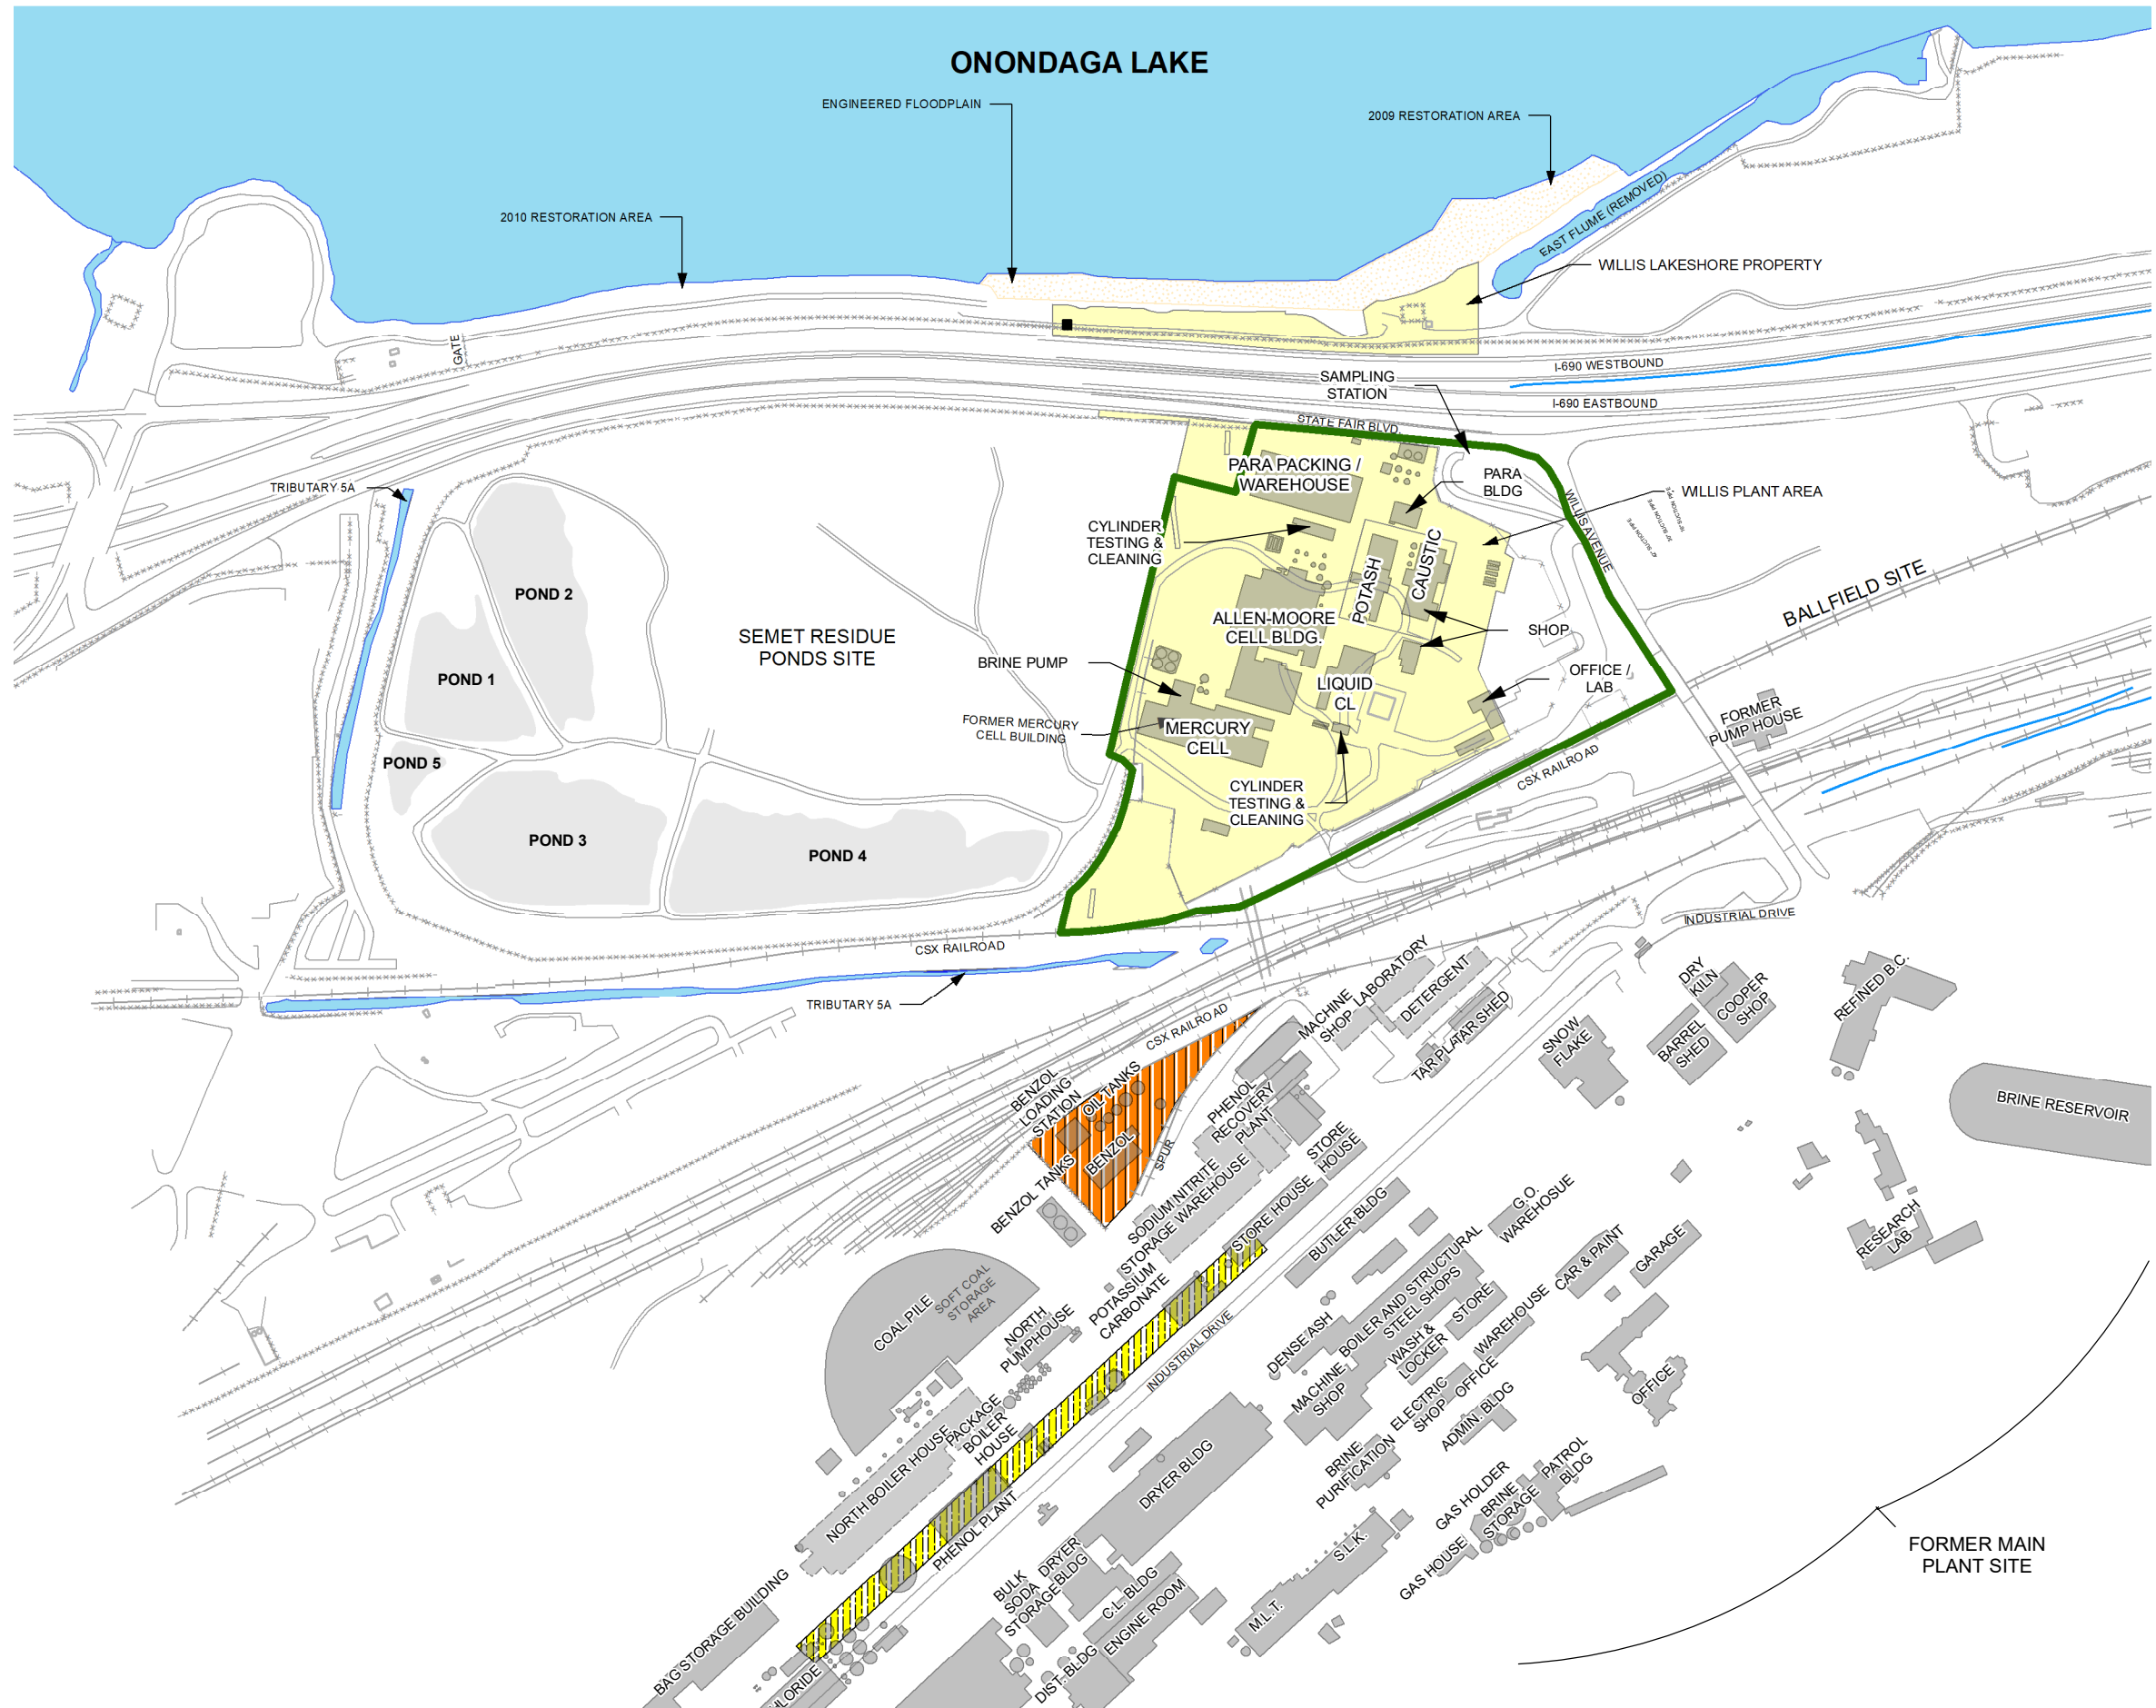 ONONDAGA LAKE
ENGINEERED FLOODPLAIN
2009 RESTORATION AREA
2010 RESTORATION AREA
EAST FLUME (REMOVED)
WILLIS LAKESHORE PROPERTY
GATE
I-690 WESTBOUND
SAMPLING
STATION
I-690 EASTBOUND
STATE FAIR BLVD.
PARA PACKING /
WAREHOUSE
PARA
BLDG
TRIBUTARY 5A
WILLIS PLANT AREA
WILLIS AVENUE
CYLINDER
TESTING &
CLEANING
POTASH
CAUSTIC
POND 2
BALLFIELD SITE
ALLEN-MOORE
CELL BLDG.
SHOP
SEMET RESIDUE
PONDS SITE
BRINE PUMP
POND 1
OFFICE /
LAB
LIQUID
CL
FORMER MERCURY
CELL BUILDING
MERCURY
CELL
FORMER
PUMP HOUSE
POND 5
CYLINDER
TESTING &
CLEANING
CSX RAILROAD
POND 3
POND 4
INDUSTRIAL DRIVE
CSX RAILROAD
TRIBUTARY 5A
CSX RAILROAD
LABORATORY
DETERGENT
MACHINE
SHOP
TAR PLA
TAR SHED
DRY
KILN
COOPER
SHOP
REFINED B.C.
SNOW
FLAKE
BARREL
SHED
BRINE RESERVOIR
BENZOL
LOADING
STATION
OIL TANKS
BENZOL
BENZOL TANKS
SPUR
PHENOL
RECOVERY
PLANT
STORE
HOUSE
SODIUM NITRITE
STORAGE WAREHOUSE
STORE HOUSE
BUTLER BLDG
G.O.
WAREHOSUE
RESEARCH
LAB
CAR & PAINT
GARAGE
POTASSIUM
CARBONATE
COAL PILE
SOFT COAL
STORAGE
AREA
NORTH
PUMPHOUSE
INDUSTRIAL DRIVE
DENSE ASH
BOILER AND STRUCTURAL
STEEL SHOPS
STORE
WASH &
LOCKER
WAREHOUSE
MACHINE
SHOP
OFFICE
OFFICE
ELECTRIC
SHOP
ADMIN. BLDG
PACKAGE
BOILER
HOUSE
NORTH BOILER HOUSE
DRYER BLDG
BRINE
PURIFICATION
GAS HOLDER
BRINE
STORAGE
PATROL
BLDG
PHENOL PLANT
S.L.K.
GAS HOUSE
FORMER MAIN
PLANT SITE
BULK
SODA
STORAGE
DRYER
BLDG
C.L. BLDG
ENGINE ROOM
M.L.T.
BAG STORAGE BUILDING
DIST. BLDG
HLORIDE